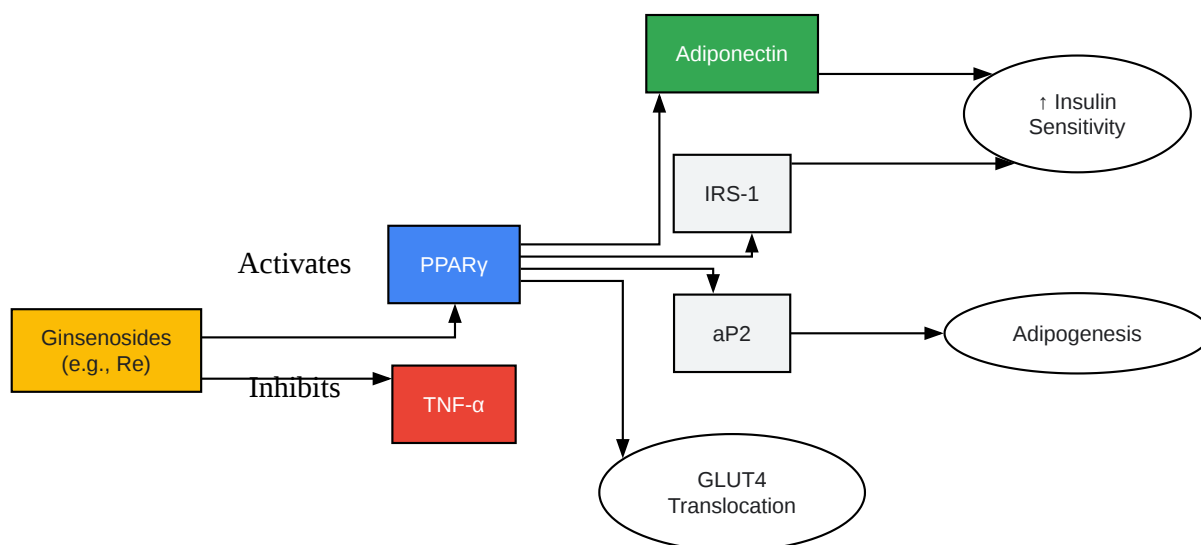 Adiponectin
↑ Insulin
Sensitivity
IRS-1
Activates
PPARγ
Ginsenosides
(e.g., Re)
aP2
Adipogenesis
Inhibits
TNF-α
GLUT4
Translocation